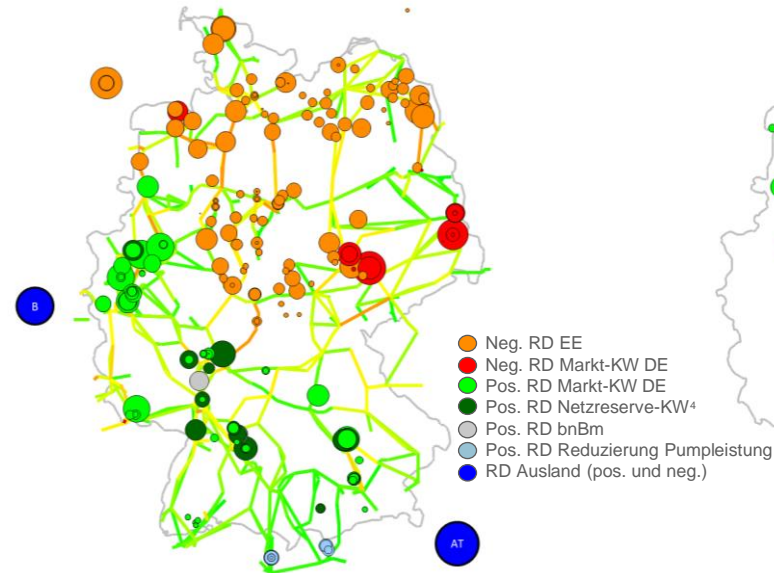 B
Neg. RD EE
Neg. RD Markt-KW DE
Pos. RD Markt-KW DE
Pos. RD Netzreserve-KW⁴
Pos. RD bnBm
Pos. RD Reduzierung Pumpleistung
RD Ausland (pos. und neg.)
AT